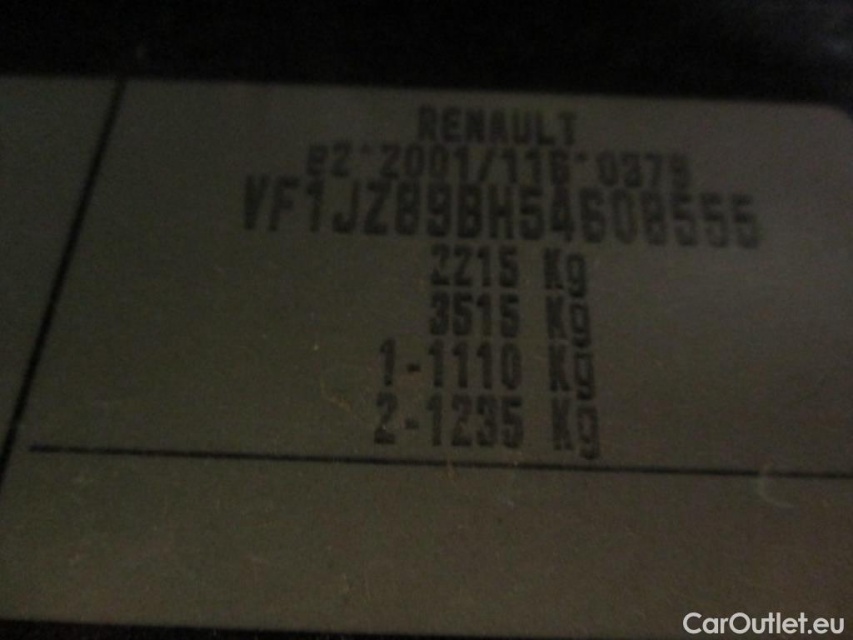 RENAULT
e2*2001/116*0379
VF1JZ89BH54608555
2215 Kg
3515 Kg
1-1110 Kg
2-1235 Kg
CarOutlet.eu